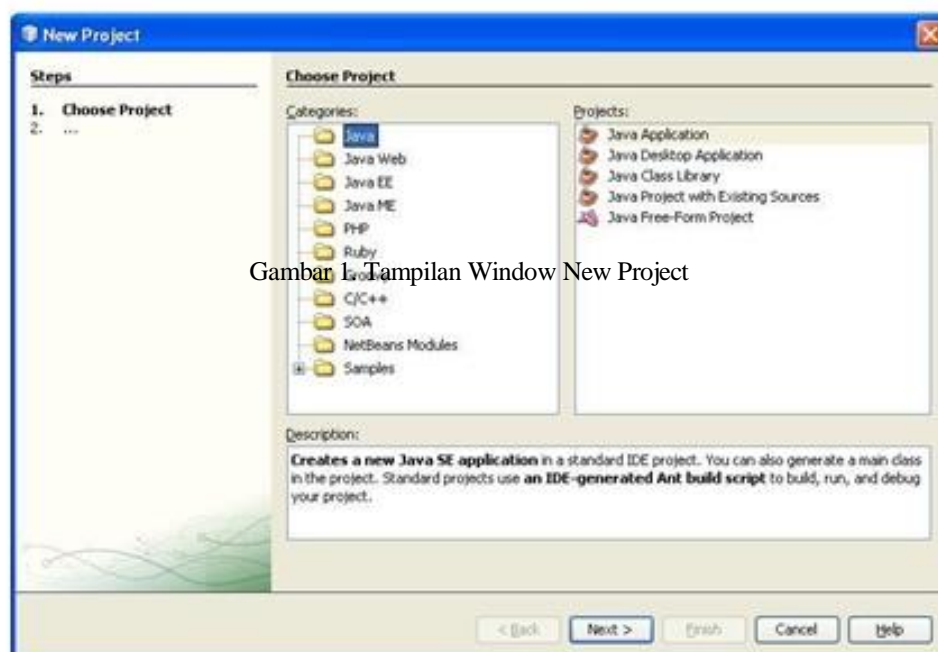 New Project
Steps
1. Choose Project
2. ...
Choose Project
Categories:
Java
Java Web
Java EE
Java ME
PHP
Ruby
Gambar 1. Tampilan Window New Project
C/C++
SOA
NetBeans Modules
Samples
Projects:
Java Application
Java Desktop Application
Java Class Library
Java Project with Existing Sources
Java Free-Form Project
Description:
Creates a new Java SE application in a standard IDE project. You can also generate a main class
in the project. Standard projects use an IDE-generated Ant build script to build, run, and debug
your project.
< Back
Next >
Finish
Cancel
Help